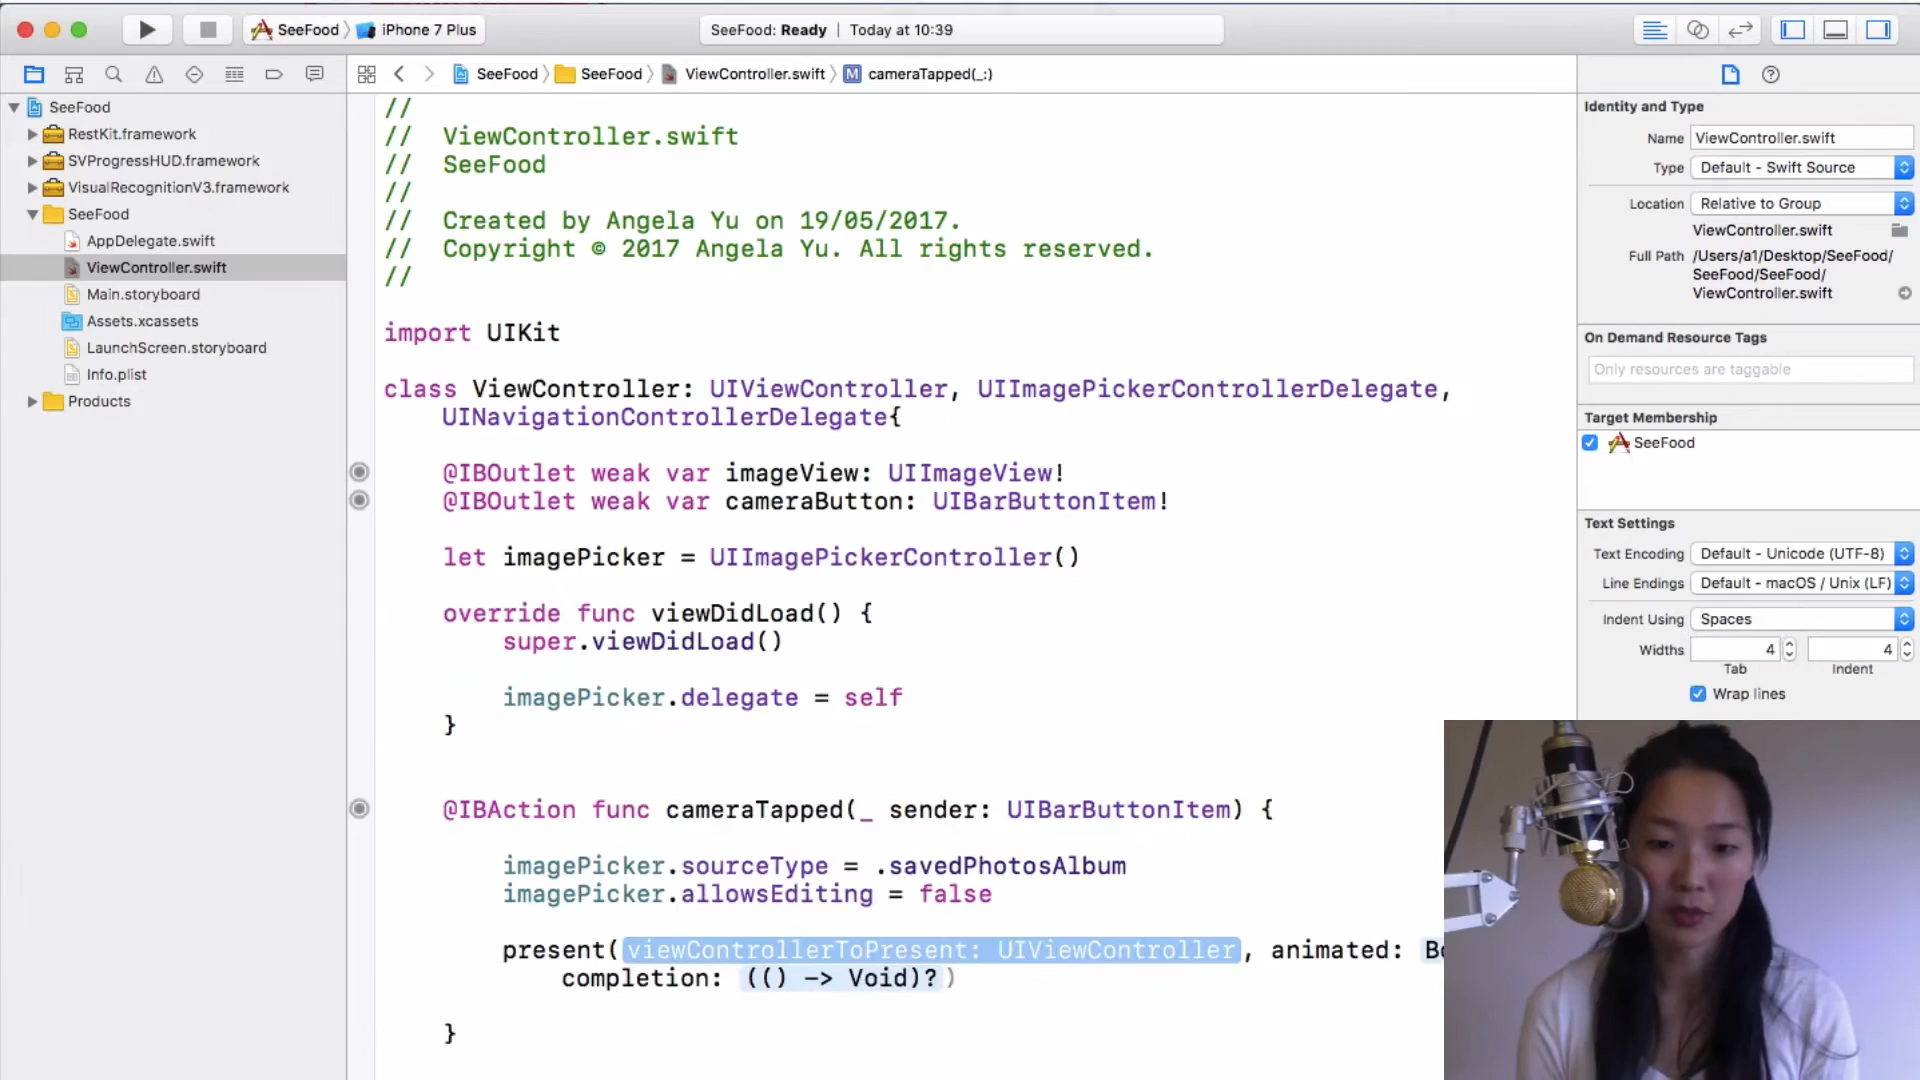 SeeFood
iPhone 7 Plus
SeeFood: Ready | Today at 10:39
SeeFood
SeeFood
ViewController.swift
M
cameraTapped(_:)
SeeFood
RestKit.framework
SVProgressHUD.framework
VisualRecognitionV3.framework
SeeFood
AppDelegate.swift
ViewController.swift
Main.storyboard
Assets.xcassets
LaunchScreen.storyboard
Info.plist
Products
//
// ViewController.swift
// SeeFood
//
// Created by Angela Yu on 19/05/2017.
// Copyright © 2017 Angela Yu. All rights reserved.
//
import UIKit
class ViewController: UIViewController, UIImagePickerControllerDelegate,
UINavigationControllerDelegate{
@IBOutlet weak var imageView: UIImageView!
@IBOutlet weak var cameraButton: UIBarButtonItem!
let imagePicker = UIImagePickerController()
override func viewDidLoad() {
super.viewDidLoad()
imagePicker.delegate = self
}
@IBAction func cameraTapped(_ sender: UIBarButtonItem) {
imagePicker.sourceType = .savedPhotosAlbum
imagePicker.allowsEditing = false
present(viewControllerToPresent: UIViewController, animated:
completion: (() -> Void)?)
}
Identity and Type
Name ViewController.swift
Type Default - Swift Source
Location Relative to Group
ViewController.swift
Full Path /Users/a1/Desktop/SeeFood/
SeeFood/SeeFood/
ViewController.swift
On Demand Resource Tags
Only resources are taggable
Target Membership
SeeFood
Text Settings
Text Encoding Default - Unicode (UTF-8)
Line Endings Default - macOS / Unix (LF)
Indent Using Spaces
Widths 4 4
Tab Indent
Wrap lines